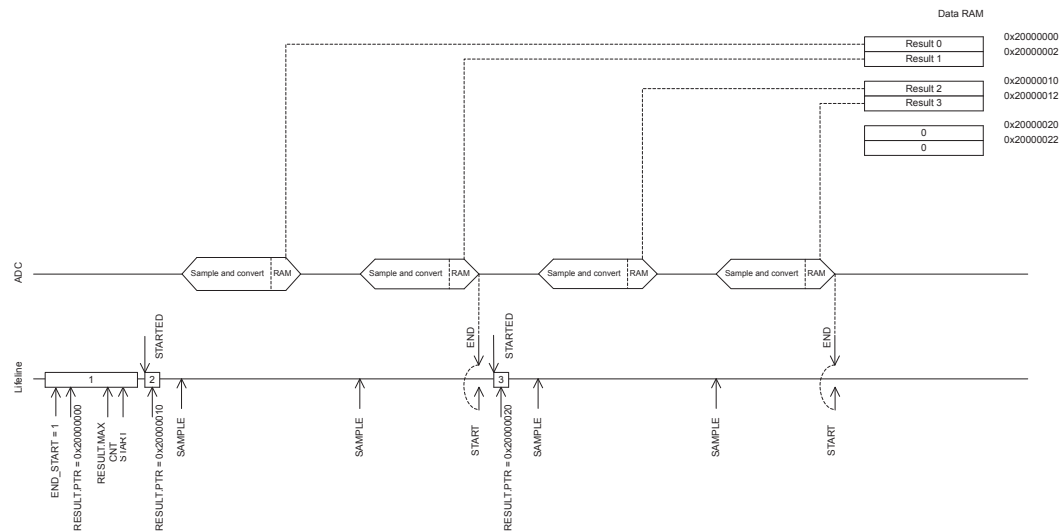 Data RAM
Result 0
0x20000000
Result 1
0x20000002
Result 2
0x20000010
Result 3
0x20000012
0
0x20000020
0
0x20000022
ADC
Sample and convert
RAM
Sample and convert
RAM
Sample and convert
RAM
Sample and convert
RAM
Lifeline
STARTED
END
STARTED
END
1
2
3
END_START = 1
RESULT.PTR = 0x20000000
RESULT.MAX
CNT
START
RESULT.PTR = 0x20000010
SAMPLE
SAMPLE
START
RESULT.PTR = 0x20000020
SAMPLE
SAMPLE
START